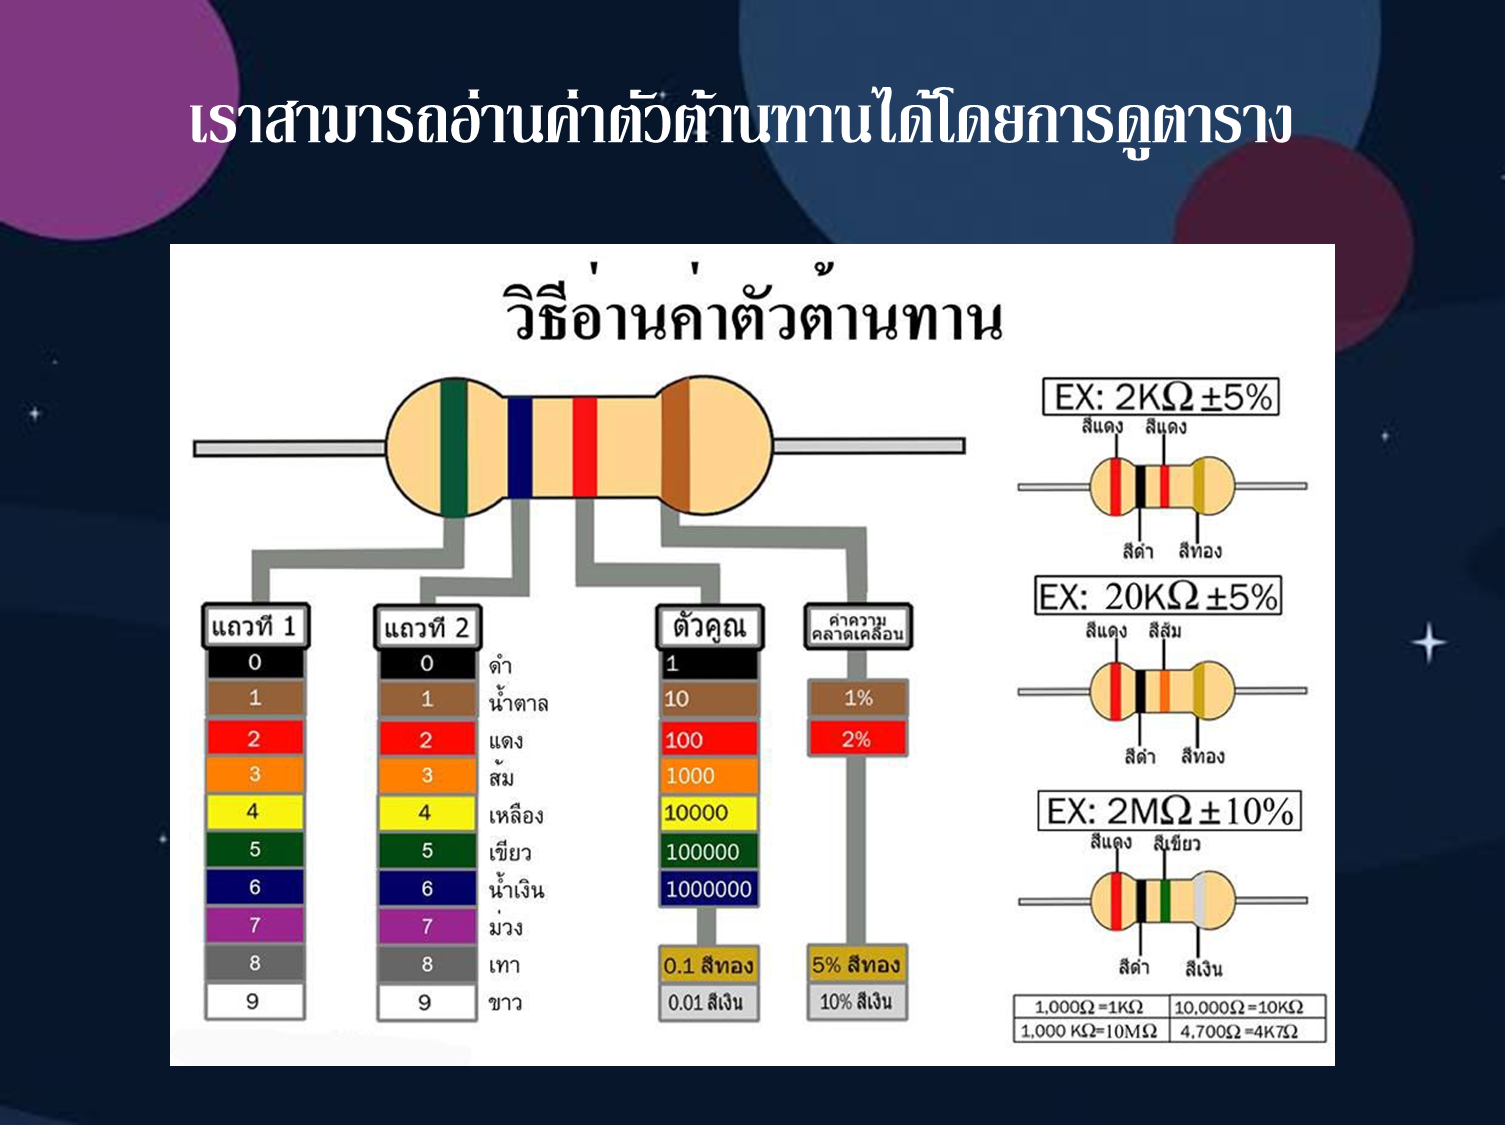 เราสามารถอ่านค่าตัวต้านทานได้โดยการดูตาราง
วิธีอ่านค่าตัวต้านทาน
แถวที่ 1
0
1
2
3
4
5
6
7
8
9
แถวที่ 2
0 ดำ
1 น้ำตาล
2 แดง
3 ส้ม
4 เหลือง
5 เขียว
6 น้ำเงิน
7 ม่วง
8 เทา
9 ขาว
ตัวคูณ
1
10
100
1000
10000
100000
1000000
0.1 สีทอง
0.01 สีเงิน
ค่าความ
คลาดเคลื่อน
1%
2%
5% สีทอง
10% สีเงิน
EX: 2KΩ ±5%
สีแดง สีแดง
สีดำ สีทอง
EX: 20KΩ ±5%
สีแดง สีส้ม
สีดำ สีทอง
EX: 2MΩ ±10%
สีแดง สีเขียว
สีดำ สีเงิน
1,000Ω =1KΩ 10,000Ω =10KΩ
1,000 KΩ=10MΩ 4,700Ω =4K7Ω